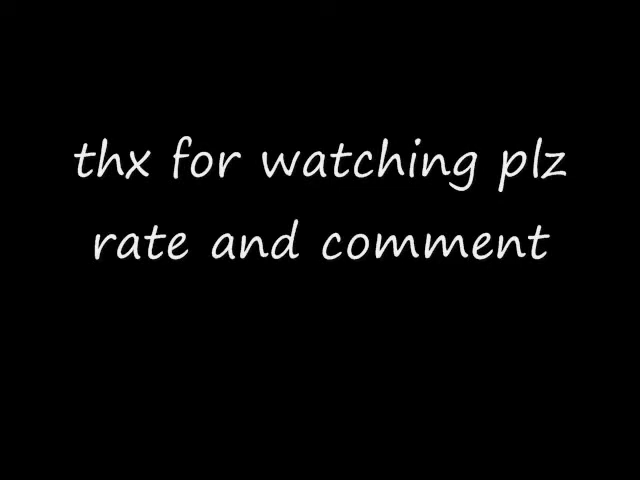 thx for watching plz
rate and comment